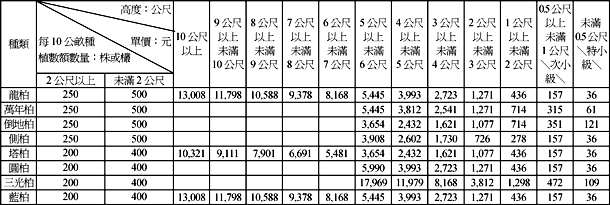 種類 高度：公尺 10公尺以上 9公尺以上未滿10公尺 8公尺以上未滿9公尺 7公尺以上未滿8公尺 6公尺以上未滿7公尺 5公尺以上未滿6公尺 4公尺以上未滿5公尺 3公尺以上未滿4公尺 2公尺以上未滿3公尺 1公尺以上未滿2公尺 0.5公尺以上未滿1公尺＼次小級＼ 未滿0.5公尺＼特小級＼
每10公畝種植數額數量：株或欉 單價：元
2公尺以上 未滿2公尺
龍柏 250 500 13,008 11,798 10,588 9,378 8,168 5,445 3,993 2,723 1,271 436 157 36
萬年柏 250 500 5,445 3,812 2,541 1,271 714 315 61
倒地柏 250 500 3,654 2,432 1,621 1,077 714 351 121
側柏 250 500 3,908 2,602 1,730 726 278 157 36
塔柏 200 400 10,321 9,111 7,901 6,691 5,481 3,654 2,432 1,621 1,077 436 157 36
圓柏 200 400 5,990 3,993 2,723 1,271 436 157 36
三光柏 200 400 17,969 11,979 8,168 3,812 1,298 472 109
藍柏 200 400 13,008 11,798 10,588 9,378 8,168 5,445 3,993 2,723 1,271 436 157 36